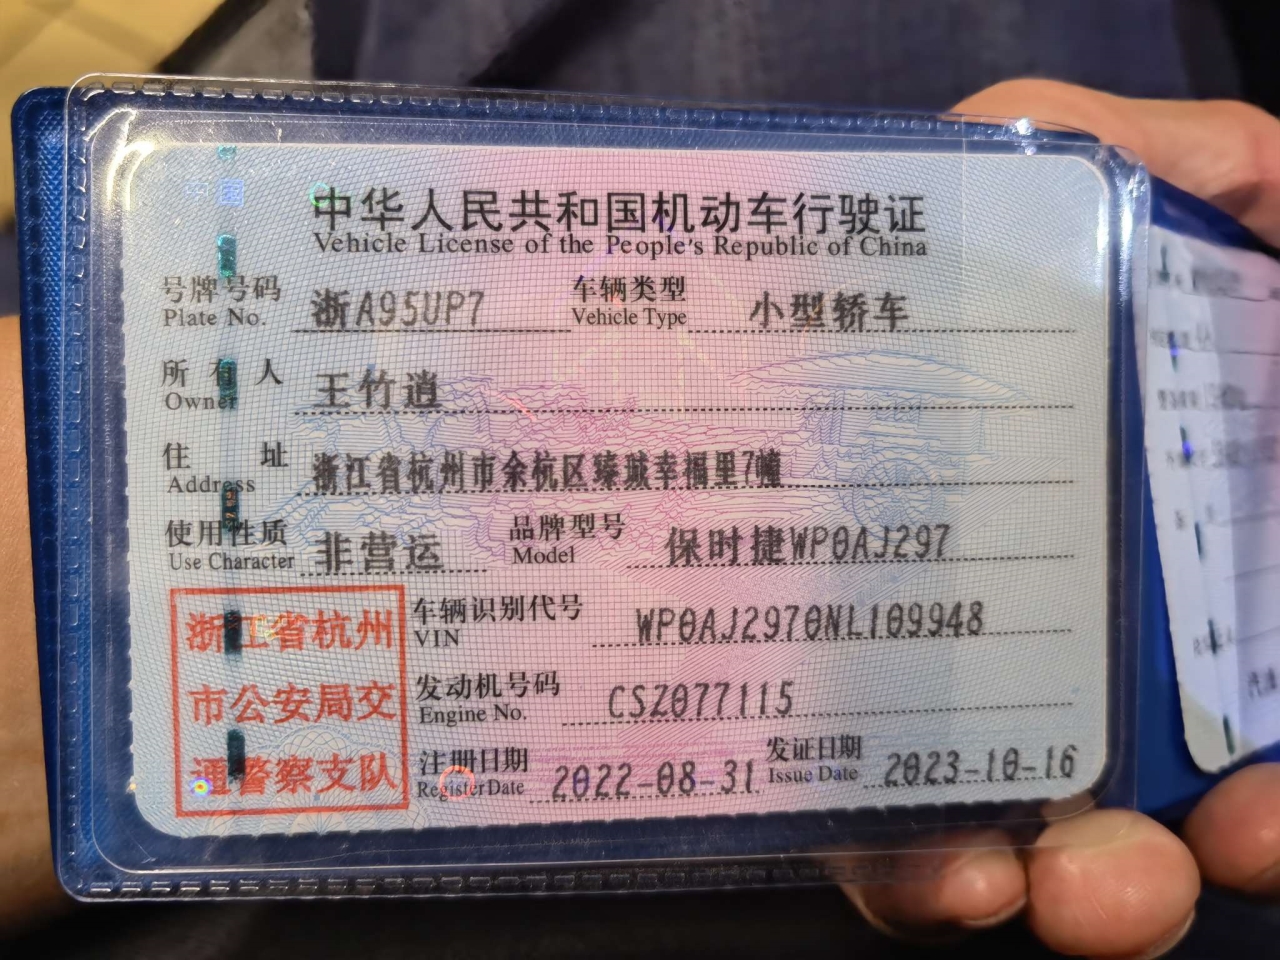 中华人民共和国机动车行驶证
Vehicle License of the People's Republic of China
号牌号码 浙A95UP7 车辆类型 小型轿车
Plate No. Vehicle Type
所有人 王竹逍
Owner
住址 浙江省杭州市余杭区臻城幸福里7幢
Address
使用性质 非营运 品牌型号 保时捷WP0AJ297
Use Character Model
浙江省杭州
市公安局交
通警察支队
车辆识别代号 WP0AJ2970NL109948
VIN
发动机号码 CSZ077115
Engine No.
注册日期 2022-08-31 发证日期 2023-10-16
Register Date Issue Date